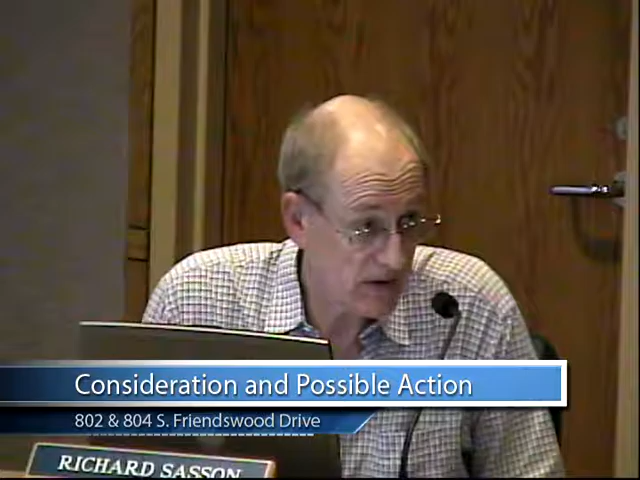 Consideration and Possible Action
802 & 804 S. Friendswood Drive
RICHARD SASSON